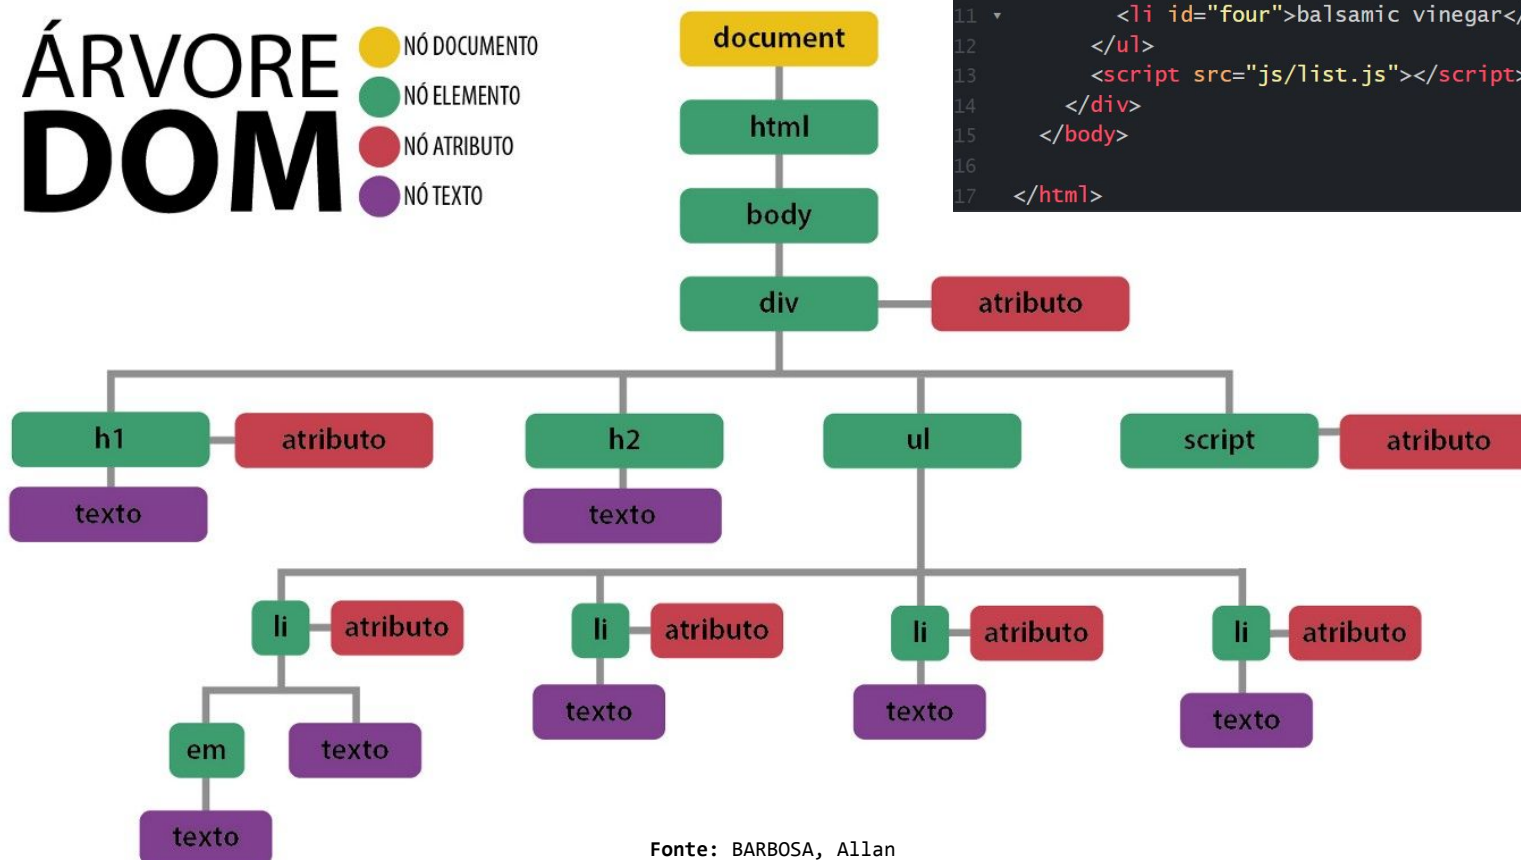 ÁRVORE
DOM
NÓ DOCUMENTO
NÓ ELEMENTO
NÓ ATRIBUTO
NÓ TEXTO
11 <li id="four">balsamic vinegar</
12 </ul>
13 <script src="js/list.js"></script>
14 </div>
15 </body>
16
17 </html>
document
html
body
div atributo
h1 atributo h2 ul script atributo
texto texto
li atributo li atributo li atributo li atributo
texto texto texto
em texto
texto
Fonte: BARBOSA, Allan